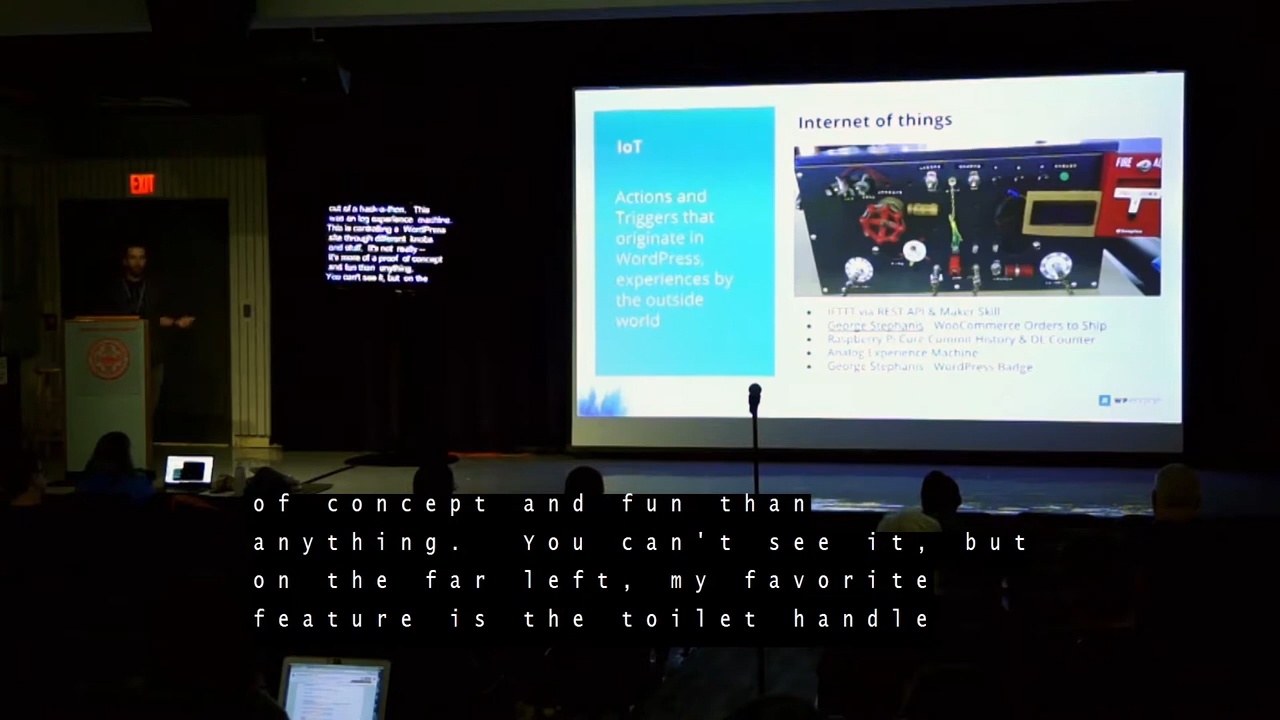 EXIT
out of a hack-a-thon. This
was an log experience machine.
This is controlling a WordPress
site through different knobs
and stuff. It's not really --
It's more of a proof of concept
and fun than anything.
You can't see it, but on the
IoT
Actions and
Triggers that
originate in
WordPress,
experiences by
the outside
world
Internet of things
FIRE
IFTTT via REST API & Maker Skill
George Stephanis WooCommerce Orders to Ship
Raspberry Pi Core Commit History & DL Counter
Analog Experience Machine
George Stephanis WordPress Badge
WP
of concept and fun than
anything. You can't see it, but
on the far left, my favorite
feature is the toilet handle